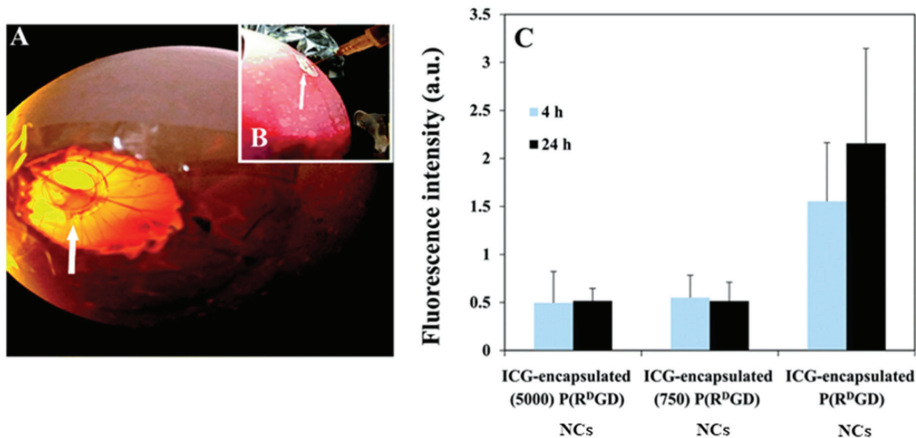 A
B
C
Fluorescence intensity (a.u.)
3.5
3
2.5
2
1.5
1
0.5
0
4 h
24 h
ICG-encapsulated
(5000) P(RᴰGD)
NCs
ICG-encapsulated
(750) P(RᴰGD)
NCs
ICG-encapsulated
P(RᴰGD)
NCs